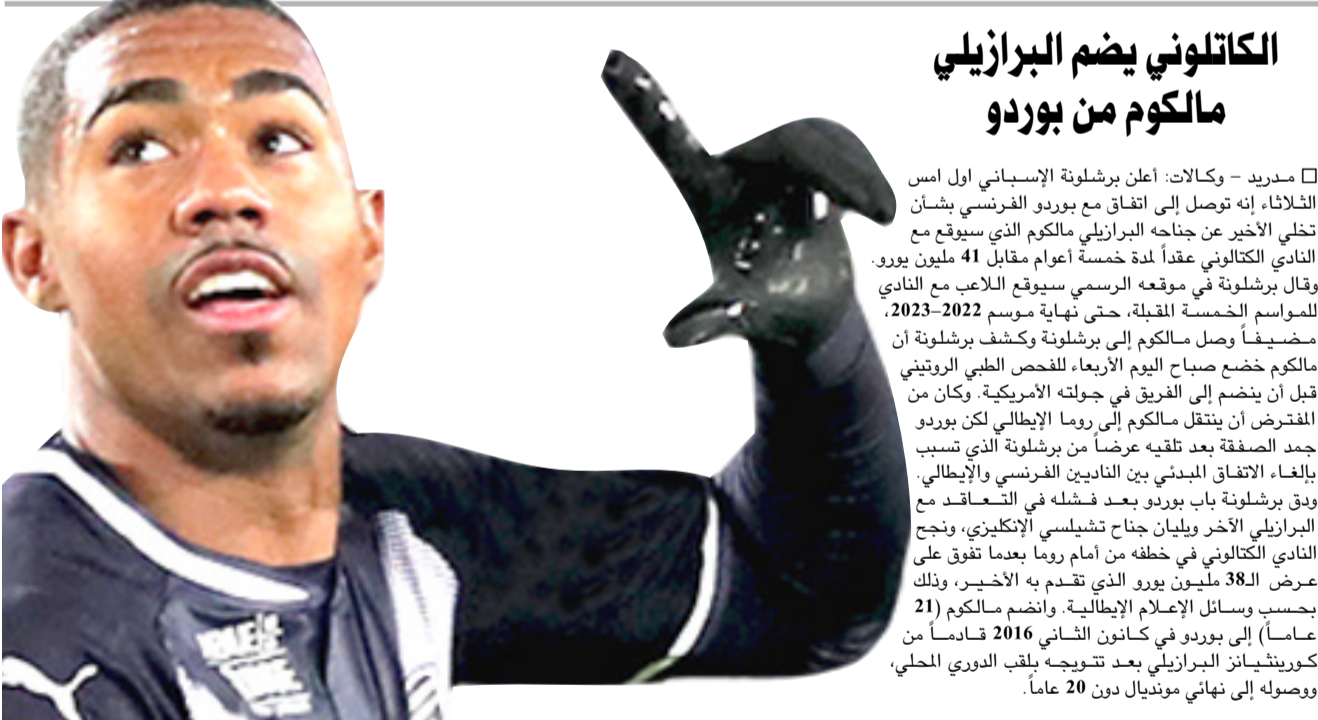 الكاتلوني يضم البرازيلي
مالكوم من بوردو
□ مدريد – وكالات: أعلن برشلونة الإسباني اول امس
الثلاثاء إنه توصل إلى اتفاق مع بوردو الفرنسي بشأن
تخلي الأخير عن جناحه البرازيلي مالكوم الذي سيوقع مع
النادي الكتالوني عقداً لمدة خمسة أعوام مقابل 41 مليون يورو.
وقال برشلونة في موقعه الرسمي سيوقع اللاعب مع النادي
للمواسم الخمسة المقبلة، حتى نهاية موسم 2022–2023،
مضيفاً وصل مالكوم إلى برشلونة وكشف برشلونة أن
مالكوم خضع صباح اليوم الأربعاء للفحص الطبي الروتيني
قبل أن ينضم إلى الفريق في جولته الأمريكية. وكان من
المفترض أن ينتقل مالكوم إلى روما الإيطالي لكن بوردو
جمد الصفقة بعد تلقيه عرضاً من برشلونة الذي تسبب
بإلغاء الاتفاق المبدئي بين الناديين الفرنسي والإيطالي.
ودق برشلونة باب بوردو بعد فشله في التعاقد مع
البرازيلي الآخر ويليان جناح تشيلسي الإنكليزي، ونجح
النادي الكتالوني في خطفه من أمام روما بعدما تفوق على
عرض الـ38 مليون يورو الذي تقدم به الأخير، وذلك
بحسب وسائل الإعلام الإيطالية. وانضم مالكوم (21
عاماً) إلى بوردو في كانون الثاني 2016 قادماً من
كورينثيانز البرازيلي بعد تتويجه بلقب الدوري المحلي،
ووصوله إلى نهائي مونديال دون 20 عاماً.